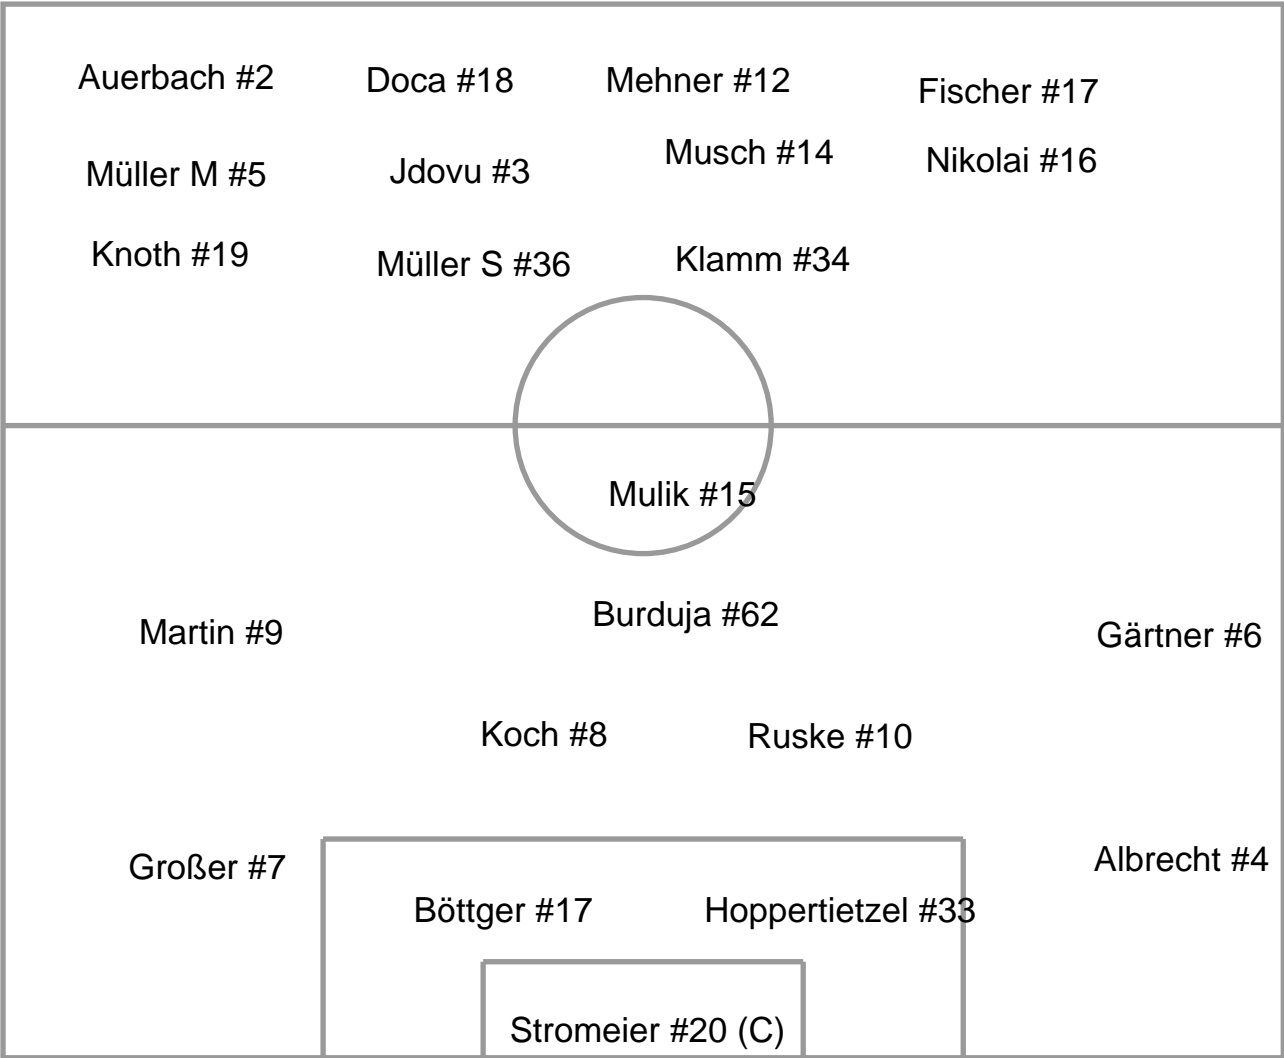 Auerbach #2
Doca #18
Mehner #12
Fischer #17
Müller M #5
Jdovu #3
Musch #14
Nikolai #16
Knoth #19
Müller S #36
Klamm #34
Mulik #15
Martin #9
Burduja #62
Gärtner #6
Koch #8
Ruske #10
Großer #7
Albrecht #4
Böttger #17
Hoppertietzel #33
Stromeier #20 (C)